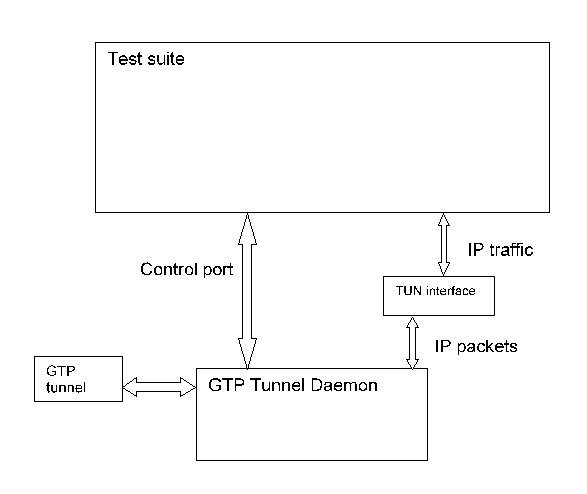 Test suite
Control port
IP traffic
TUN interface
IP packets
GTP
tunnel
GTP Tunnel Daemon